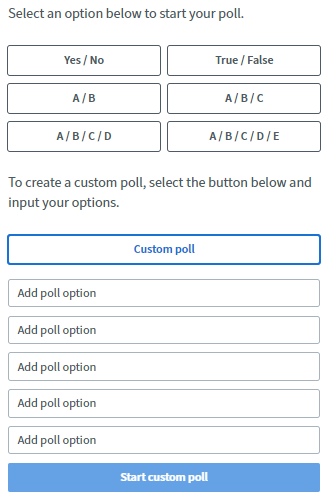 Select an option below to start your poll.
Yes / No
True / False
A / B
A / B / C
A / B / C / D
A / B / C / D / E
To create a custom poll, select the button below and
input your options.
Custom poll
Add poll option
Add poll option
Add poll option
Add poll option
Add poll option
Start custom poll